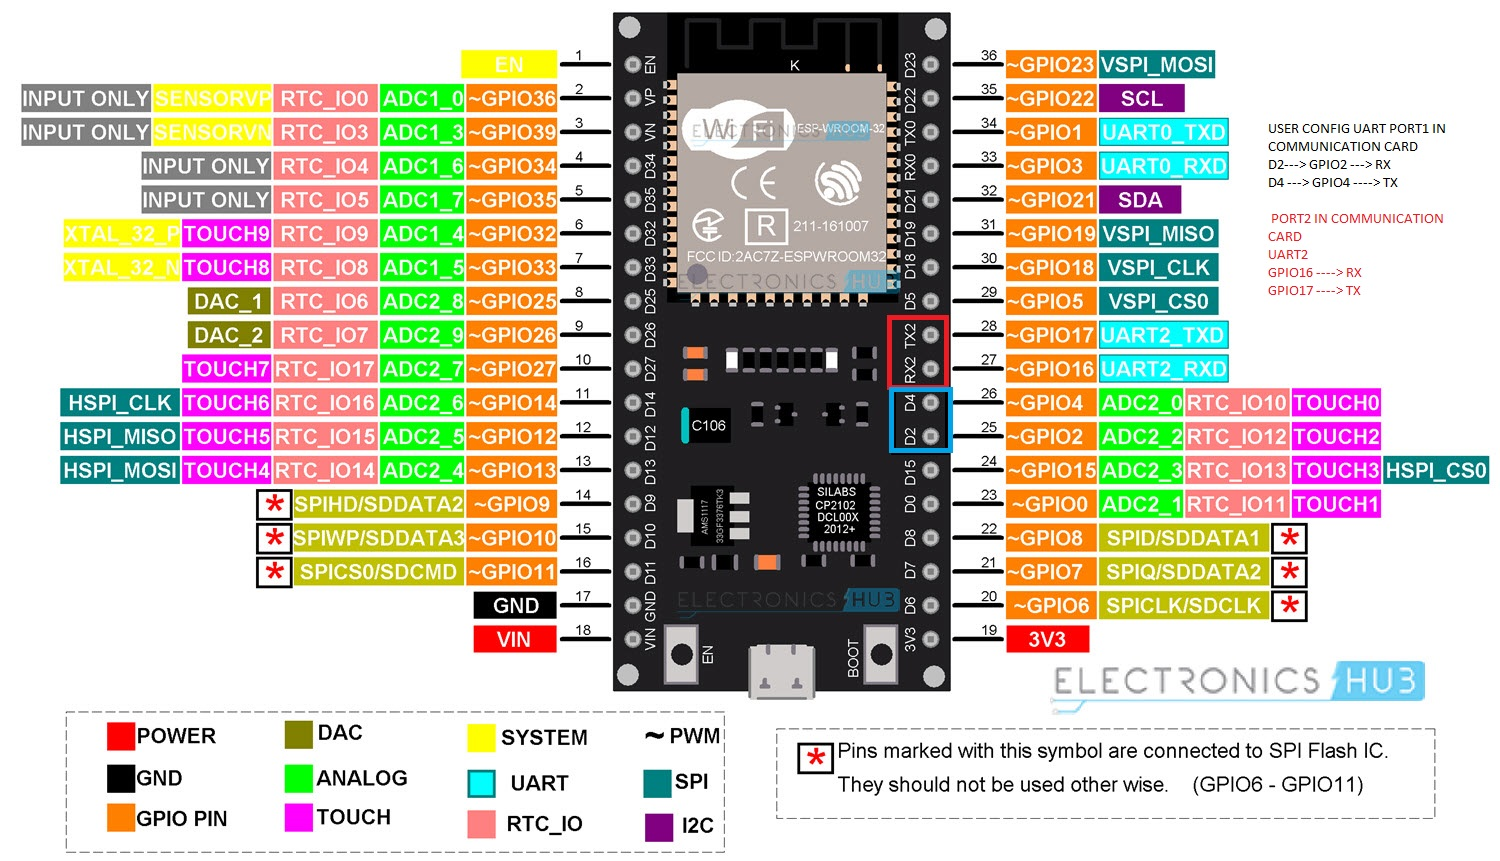 EN 1 EN D23 36 ~GPIO23 VSPI_MOSI
INPUT ONLY SENSORVP RTC_IO0 ADC1_0 ~GPIO36 2 VP D22 35 ~GPIO22 SCL
INPUT ONLY SENSORVN RTC_IO3 ADC1_3 ~GPIO39 3 VN TX0 34 ~GPIO1 UART0_TXD
INPUT ONLY RTC_IO4 ADC1_6 ~GPIO34 4 D34 RX0 33 ~GPIO3 UART0_RXD
INPUT ONLY RTC_IO5 ADC1_7 ~GPIO35 5 D35 D21 32 ~GPIO21 SDA
XTAL_32_P TOUCH9 RTC_IO9 ADC1_4 ~GPIO32 6 D32 D19 31 ~GPIO19 VSPI_MISO
XTAL_32_N TOUCH8 RTC_IO8 ADC1_5 ~GPIO33 7 D33 D18 30 ~GPIO18 VSPI_CLK
DAC_1 RTC_IO6 ADC2_8 ~GPIO25 8 D25 D5 29 ~GPIO5 VSPI_CS0
DAC_2 RTC_IO7 ADC2_9 ~GPIO26 9 D26 TX2 28 ~GPIO17 UART2_TXD
TOUCH7 RTC_IO17 ADC2_7 ~GPIO27 10 D27 RX2 27 ~GPIO16 UART2_RXD
HSPI_CLK TOUCH6 RTC_IO16 ADC2_6 ~GPIO14 11 D14 D4 26 ~GPIO4 ADC2_0 RTC_IO10 TOUCH0
HSPI_MISO TOUCH5 RTC_IO15 ADC2_5 ~GPIO12 12 D12 D2 25 ~GPIO2 ADC2_2 RTC_IO12 TOUCH2
HSPI_MOSI TOUCH4 RTC_IO14 ADC2_4 ~GPIO13 13 D13 D15 24 ~GPIO15 ADC2_3 RTC_IO13 TOUCH3 HSPI_CS0
* SPIHD/SDDATA2 ~GPIO9 14 D9 D0 23 ~GPIO0 ADC2_1 RTC_IO11 TOUCH1
* SPIWP/SDDATA3 ~GPIO10 15 D10 D8 22 ~GPIO8 SPID/SDDATA1 *
* SPICS0/SDCMD ~GPIO11 16 D11 D7 21 ~GPIO7 SPIQ/SDDATA2 *
GND 17 GND D6 20 ~GPIO6 SPICLK/SDCLK *
VIN 18 VIN 3V3 19 3V3
K
Wi Fi ESP-WROOM-32
ELECTRONICS
CE
R 211-161007
FCC ID:2AC7Z-ESPWROOM32
ELECTRONICS HUB
C106
AMS1117
33GF3376TK3
SILABS
CP2102
DCL00X
2012+
ELECTRONICS HUB
EN
BOOT
USER CONFIG UART PORT1 IN
COMMUNICATION CARD
D2---> GPIO2 ---> RX
D4 ---> GPIO4 ----> TX
PORT2 IN COMMUNICATION
CARD
UART2
GPIO16 ----> RX
GPIO17 ----> TX
ELECTRONICS HUB
POWER DAC SYSTEM ~ PWM
GND ANALOG UART SPI
GPIO PIN TOUCH RTC_IO I2C
* Pins marked with this symbol are connected to SPI Flash IC.
They should not be used other wise. (GPIO6 - GPIO11)